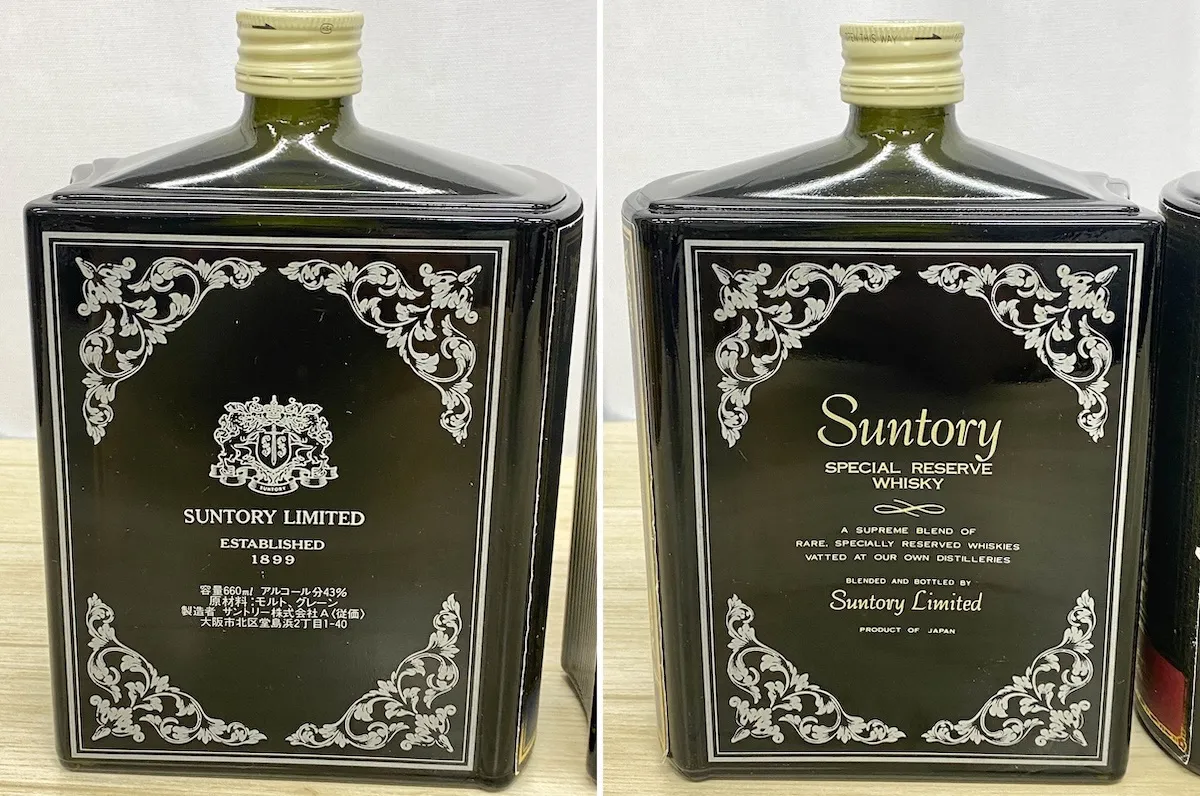 SUNTORY
SUNTORY LIMITED
ESTABLISHED
1899
容量660ml アルコール分43%
原材料:モルト、グレーン
製造者 サントリー株式会社A〈従価〉
大阪市北区堂島浜2丁目1-40
OPEN THIS WAY
Suntory
SPECIAL RESERVE
WHISKY
A SUPREME BLEND OF
RARE, SPECIALLY RESERVED WHISKIES
VATTED AT OUR OWN DISTILLERIES
BLENDED AND BOTTLED BY
Suntory Limited
PRODUCT OF JAPAN